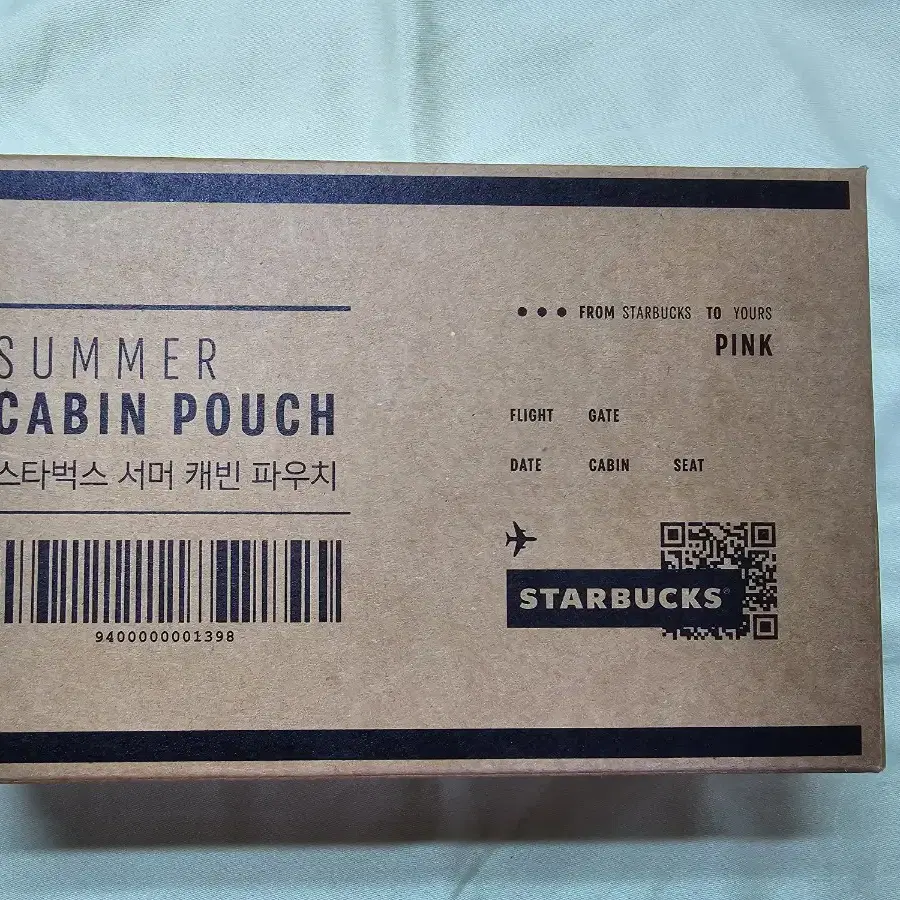 SUMMER
CABIN POUCH
스타벅스 서머 캐빈 파우치
9400000001398
FROM STARBUCKS TO YOURS
PINK
FLIGHT GATE
DATE CABIN SEAT
STARBUCKS®